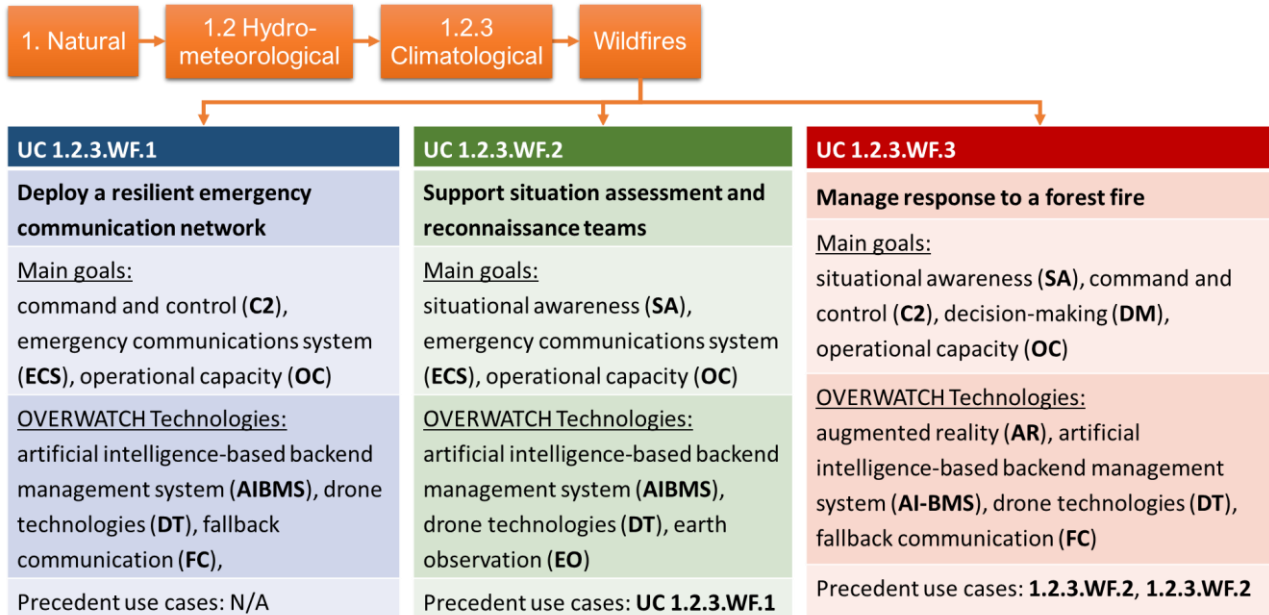 1. Natural
1.2 Hydro-
meteorological
1.2.3
Climatological
Wildfires
UC 1.2.3.WF.1
Deploy a resilient emergency
communication network
Main goals:
command and control (C2),
emergency communications system
(ECS), operational capacity (OC)
OVERWATCH Technologies:
artificial intelligence-based backend
management system (AIBMS), drone
technologies (DT), fallback
communication (FC),
Precedent use cases: N/A
UC 1.2.3.WF.2
Support situation assessment and
reconnaissance teams
Main goals:
situational awareness (SA),
emergency communications system
(ECS), operational capacity (OC)
OVERWATCH Technologies:
artificial intelligence-based backend
management system (AIBMS),
drone technologies (DT), earth
observation (EO)
Precedent use cases: UC 1.2.3.WF.1
UC 1.2.3.WF.3
Manage response to a forest fire
Main goals:
situational awareness (SA), command and
control (C2), decision-making (DM),
operational capacity (OC)
OVERWATCH Technologies:
augmented reality (AR), artificial
intelligence-based backend management
system (AI-BMS), drone technologies (DT),
fallback communication (FC)
Precedent use cases: 1.2.3.WF.2, 1.2.3.WF.2